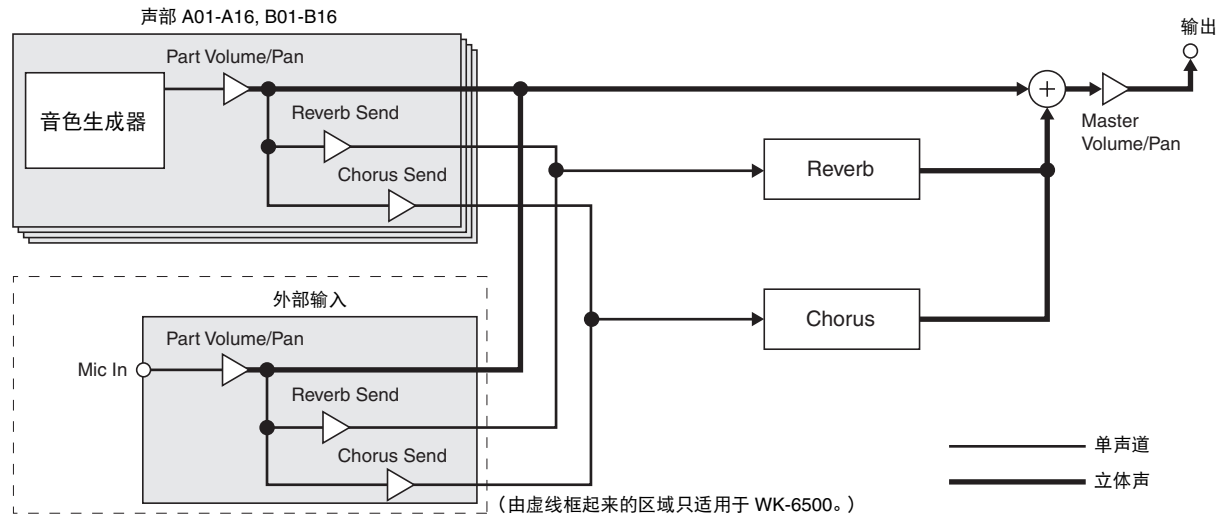 声部 A01-A16, B01-B16
Part Volume/Pan
音色生成器
Reverb Send
Chorus Send
输出
Master
Volume/Pan
Reverb
Chorus
外部输入
Part Volume/Pan
Mic In
Reverb Send
Chorus Send
（由虚线框起来的区域只适用于 WK-6500。）
单声道
立体声